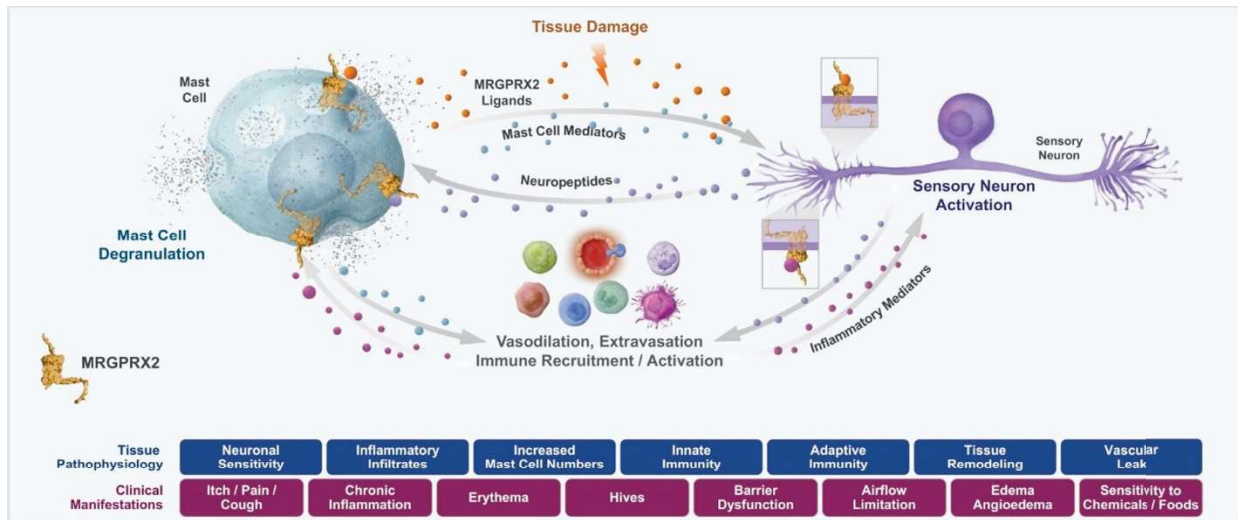 Tissue Damage
Mast
Cell
MRGPRX2
Ligands
Mast Cell Mediators
Neuropeptides
Sensory
Neuron
Sensory Neuron
Activation
Mast Cell
Degranulation
Inflammatory Mediators
Vasodilation, Extravasation
Immune Recruitment / Activation
MRGPRX2
Tissue
Pathophysiology
Neuronal
Sensitivity
Inflammatory
Infiltrates
Increased
Mast Cell Numbers
Innate
Immunity
Adaptive
Immunity
Tissue
Remodeling
Vascular
Leak
Clinical
Manifestations
Itch / Pain /
Cough
Chronic
Inflammation
Erythema
Hives
Barrier
Dysfunction
Airflow
Limitation
Edema
Angioedema
Sensitivity to
Chemicals / Foods